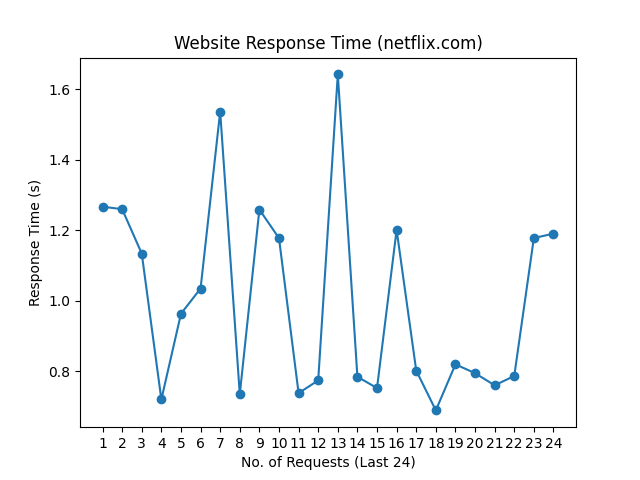 Website Response Time (netflix.com)
Response Time (s)
1.6
1.4
1.2
1.0
0.8
1 2 3 4 5 6 7 8 9 10 11 12 13 14 15 16 17 18 19 20 21 22 23 24
No. of Requests (Last 24)